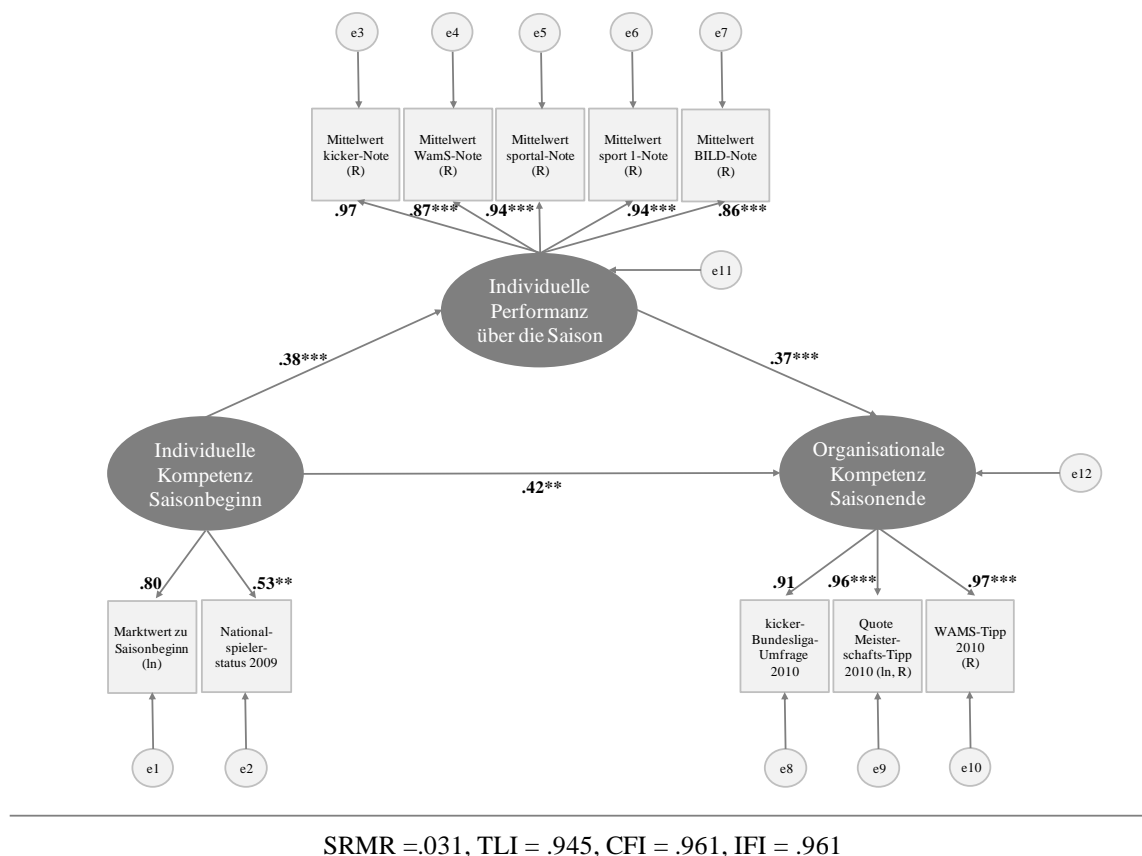 e3
e4
e5
e6
e7
Mittelwert
kicker-Note
(R)
Mittelwert
WamS-Note
(R)
Mittelwert
sportal-Note
(R)
Mittelwert
sport 1-Note
(R)
Mittelwert
BILD-Note
(R)
.97
.87***
.94***
.94***
.86***
Individuelle
Performanz
über die Saison
e11
.38***
.37***
Individuelle
Kompetenz
Saisonbeginn
.42**
Organisationale
Kompetenz
Saisonende
e12
.80
.53**
.91
.96***
.97***
Marktwert zu
Saisonbeginn
(ln)
National-
spieler-
status 2009
kicker-
Bundesliga-
Umfrage
2010
Quote
Meister-
schafts-Tipp
2010 (ln, R)
WAMS-Tipp
2010
(R)
e1
e2
e8
e9
e10
SRMR =.031, TLI = .945, CFI = .961, IFI = .961